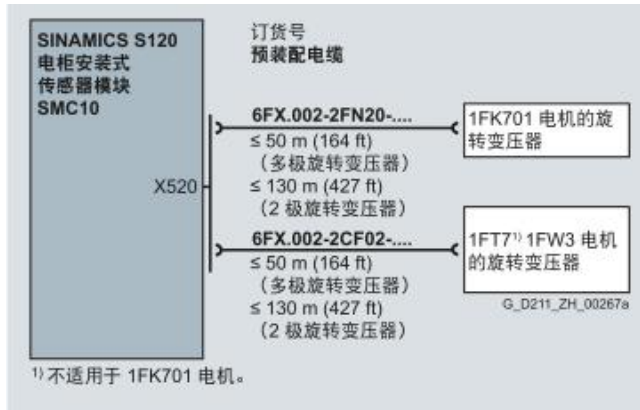 SINAMICS S120
电柜安装式
传感器模块
SMC10
订货号
预装配电缆
6FX.002-2FN20-....
≤ 50 m (164 ft)
（多极旋转变压器）
≤ 130 m (427 ft)
（2 极旋转变压器）
1FK701 电机的旋
转变压器
X520
6FX.002-2CF02-....
≤ 50 m (164 ft)
（多极旋转变压器）
≤ 130 m (427 ft)
（2 极旋转变压器）
1FT7¹⁾ 1FW3 电机
的旋转变压器
G_D211_ZH_00267a
¹⁾ 不适用于 1FK701 电机。